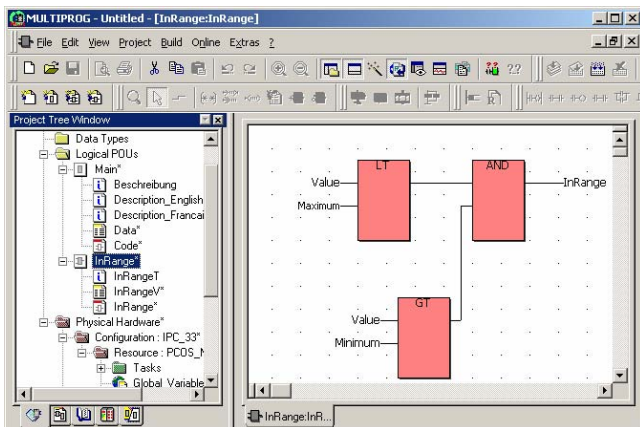 MULTIPROG - Untitled - [InRange:InRange]
File Edit View Project Build Online Extras ?
Project Tree Window
Data Types
Logical POUs
Main*
Beschreibung
Description_English
Description_Francai
Data*
Code*
InRange*
InRangeT
InRangeV*
InRange*
Physical Hardware*
Configuration : IPC_33*
Resource : PCOS_N
Tasks
Global_Variable
LT
AND
Value
InRange
Maximum
GT
Value
Minimum
InRange:InR...